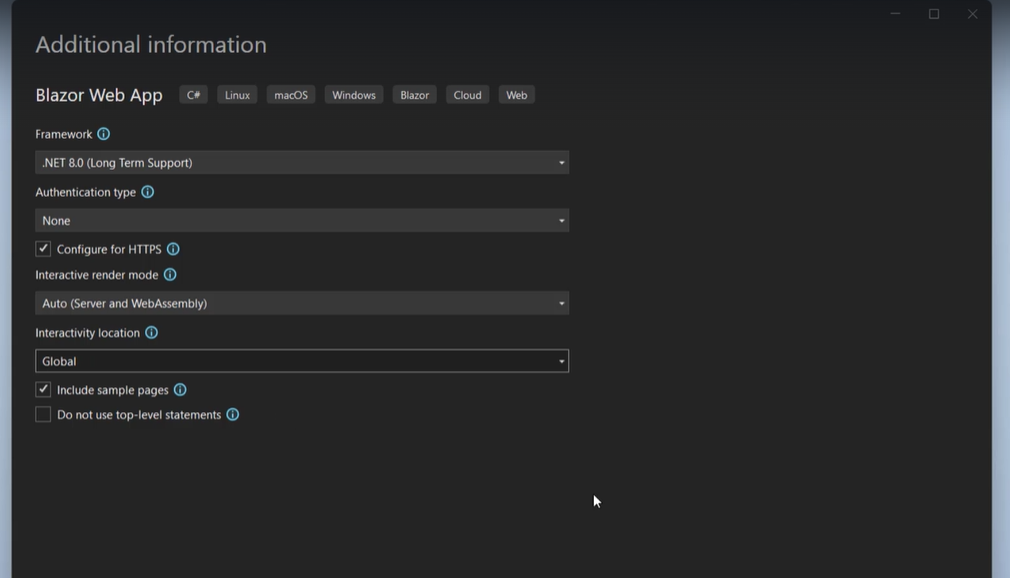 Additional information
Blazor Web App C# Linux macOS Windows Blazor Cloud Web
Framework
.NET 8.0 (Long Term Support)
Authentication type
None
Configure for HTTPS
Interactive render mode
Auto (Server and WebAssembly)
Interactivity location
Global
Include sample pages
Do not use top-level statements